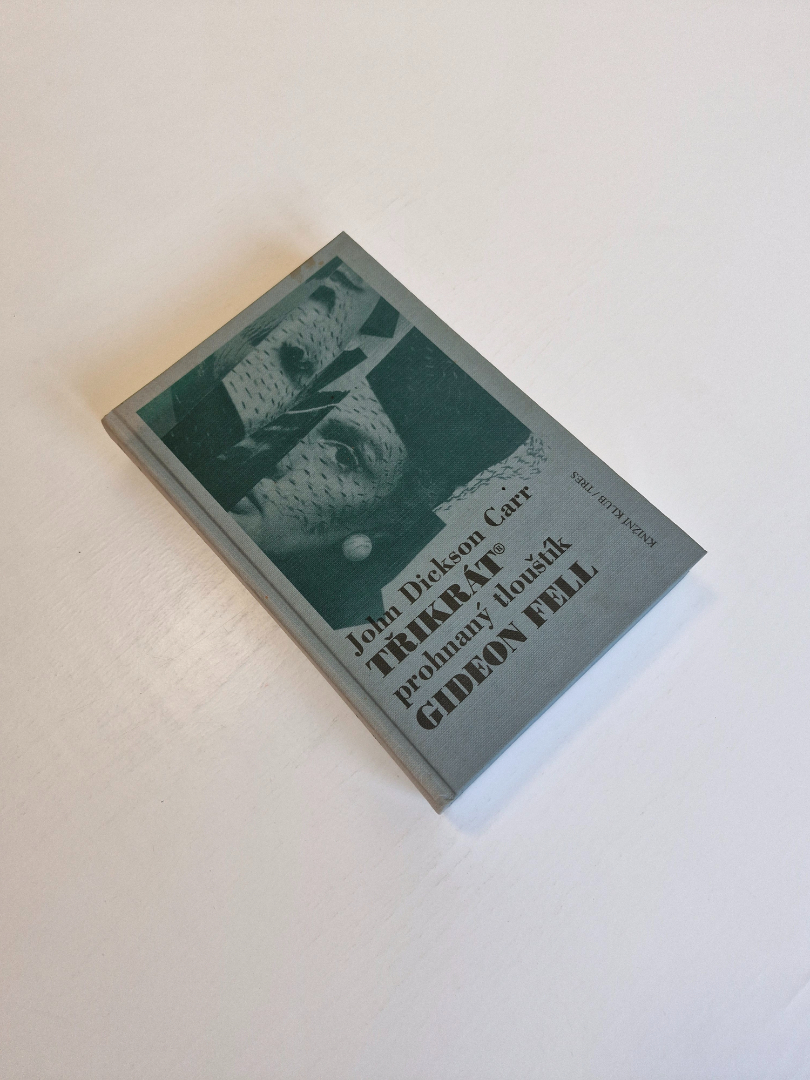 John Dickson Carr
TŘIKRÁT®
prohnaný tlouštík
GIDEON FELL
KNIŽNÍ KLUB / TRES